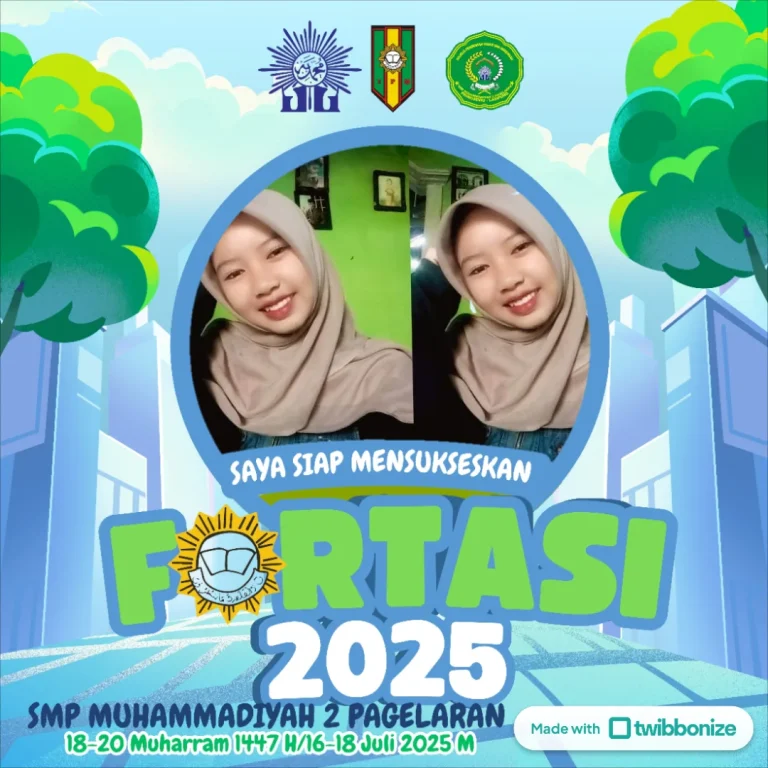 SAYA SIAP MENSUKSESKAN
FORTASI
2025
SMP MUHAMMADIYAH 2 PAGELARAN
18-20 Muharram 1447 H/16-18 Juli 2025 M
Made with twibbonize